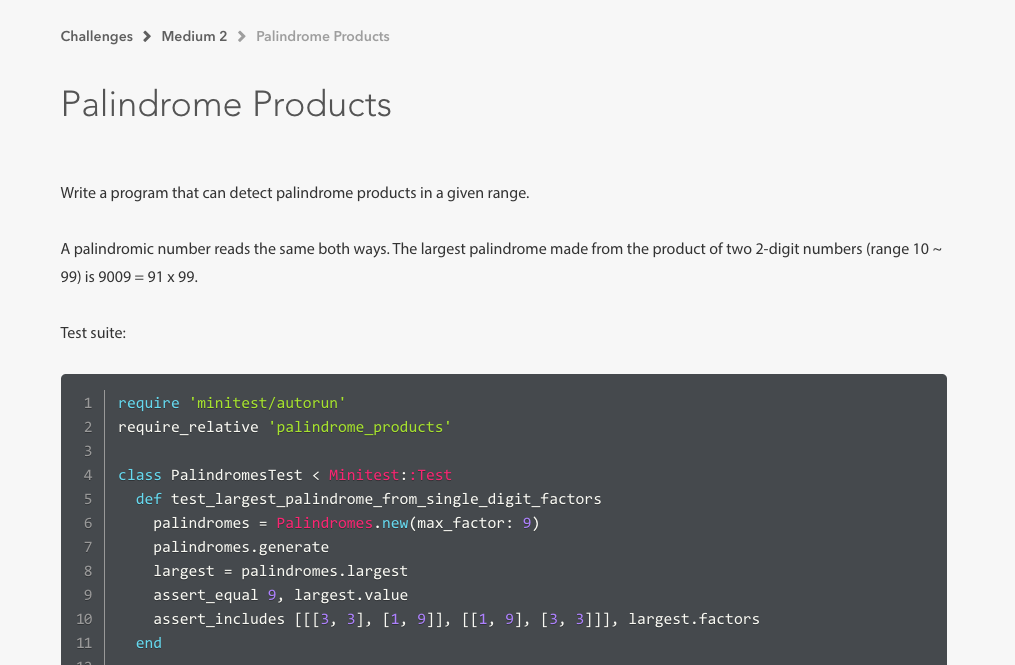 Challenges > Medium 2 > Palindrome Products
Palindrome Products
Write a program that can detect palindrome products in a given range.
A palindromic number reads the same both ways. The largest palindrome made from the product of two 2-digit numbers (range 10 ~
99) is 9009 = 91 x 99.
Test suite:
1 require 'minitest/autorun'
2 require_relative 'palindrome_products'
3
4 class PalindromesTest < Minitest::Test
5 def test_largest_palindrome_from_single_digit_factors
6 palindromes = Palindromes.new(max_factor: 9)
7 palindromes.generate
8 largest = palindromes.largest
9 assert_equal 9, largest.value
10 assert_includes [[[3, 3], [1, 9]], [[1, 9], [3, 3]]], largest.factors
11 end